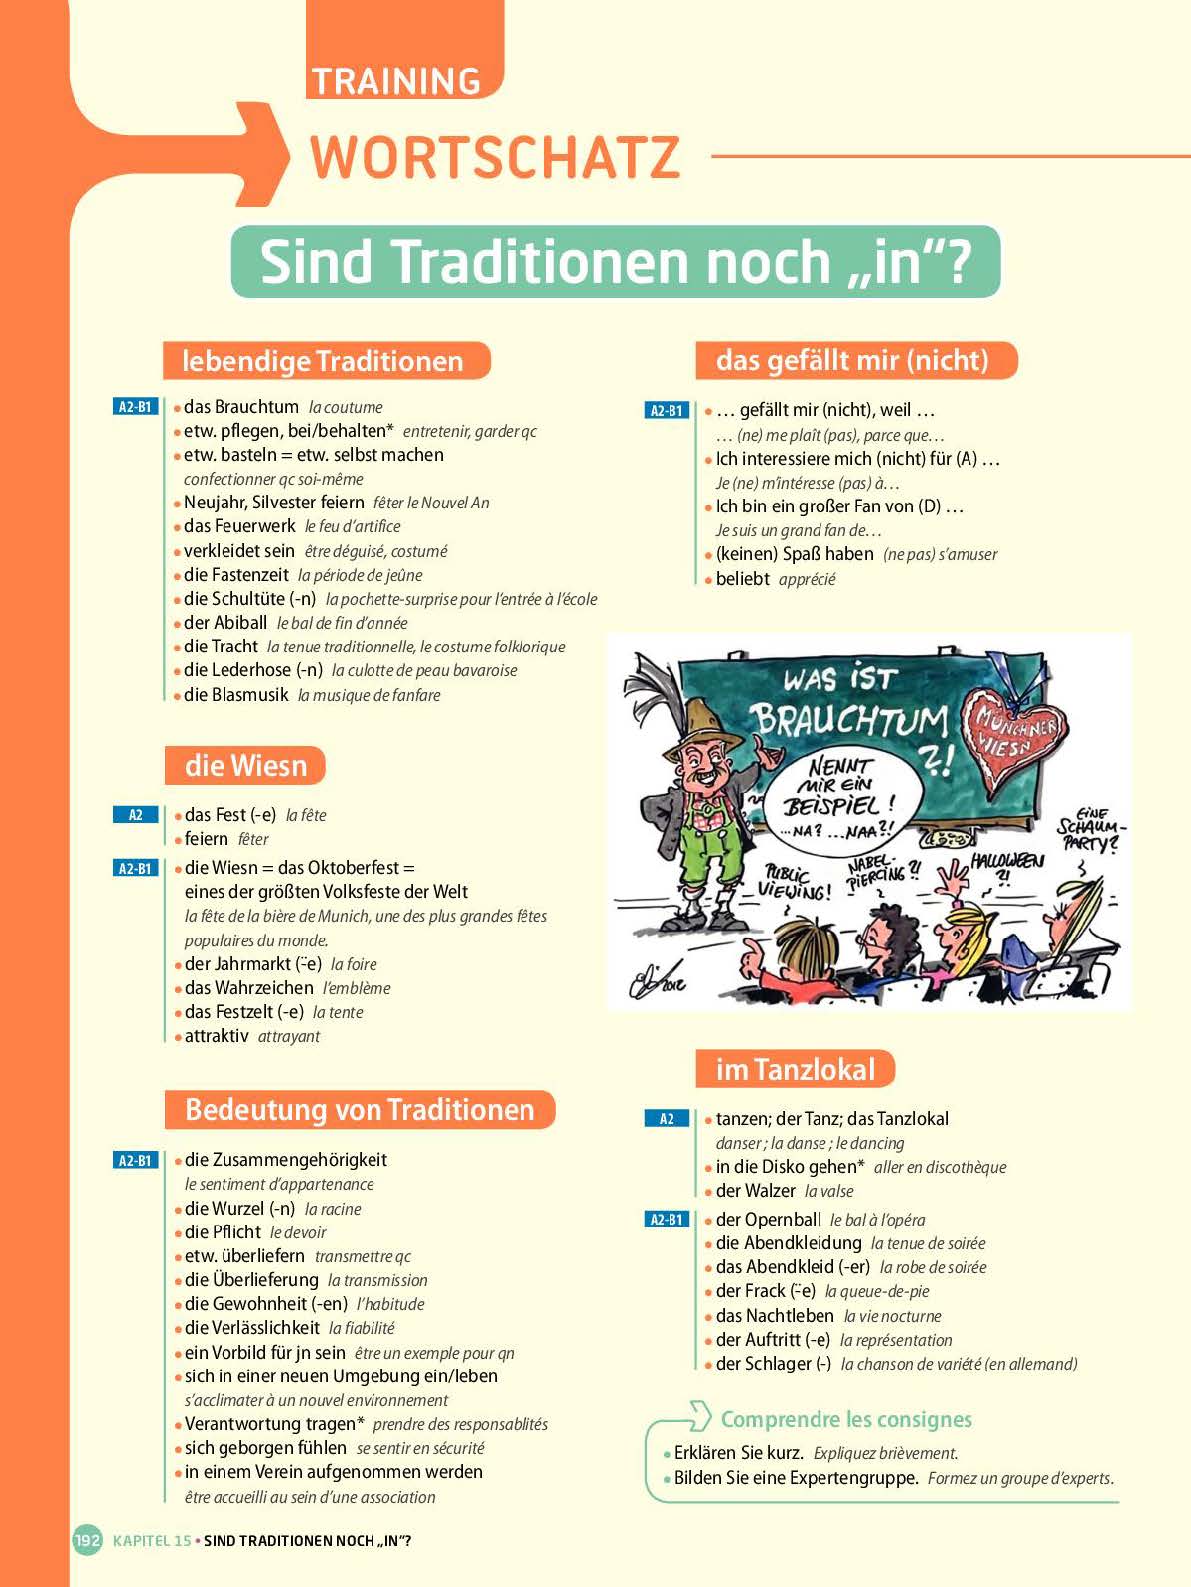 TRAINING
WORTSCHATZ
Sind Traditionen noch „in“?
lebendige Traditionen
A2-B1
• das Brauchtum la coutume
• etw. pflegen, bei/behalten* entretenir, garder qc
• etw. basteln = etw. selbst machen
confectionner qc soi-même
• Neujahr, Silvester feiern fêter le Nouvel An
• das Feuerwerk le feu d’artifice
• verkleidet sein être déguisé, costumé
• die Fastenzeit la période de jeûne
• die Schultüte (-n) la pochette-surprise pour l’entrée à l’école
• der Abiball le bal de fin d’année
• die Tracht la tenue traditionnelle, le costume folklorique
• die Lederhose (-n) la culotte de peau bavaroise
• die Blasmusik la musique de fanfare
die Wiesn
A2
• das Fest (-e) la fête
• feiern fêter
A2-B1
• die Wiesn = das Oktoberfest =
eines der größten Volksfeste der Welt
la fête de la bière de Munich, une des plus grandes fêtes
populaires du monde.
• der Jahrmarkt (¨-e) la foire
• das Wahrzeichen l’emblème
• das Festzelt (-e) la tente
• attraktiv attrayant
Bedeutung von Traditionen
A2-B1
• die Zusammengehörigkeit
le sentiment d’appartenance
• die Wurzel (-n) la racine
• die Pflicht le devoir
• etw. überliefern transmettre qc
• die Überlieferung la transmission
• die Gewohnheit (-en) l’habitude
• die Verlässlichkeit la fiabilité
• ein Vorbild für jn sein être un exemple pour qn
• sich in einer neuen Umgebung ein/leben
s’acclimater à un nouvel environnement
• Verantwortung tragen* prendre des responsablités
• sich geborgen fühlen se sentir en sécurité
• in einem Verein aufgenommen werden
être accueilli au sein d’une association
das gefällt mir (nicht)
A2-B1
• … gefällt mir (nicht), weil …
… (ne) me plaît (pas), parce que…
• Ich interessiere mich (nicht) für (A) …
Je (ne) m’intéresse (pas) à…
• Ich bin ein großer Fan von (D) …
Je suis un grand fan de…
• (keinen) Spaß haben (ne pas) s’amuser
• beliebt apprécié
WAS iST
BRAUCHTUM
?!
MÜNCHNER
WIESN
NENNT
MIR EIN
BEISPIEL!
...NA? ...NAA?!
PUBLIC
VIEWING!
NABEL-
PIERCING?!
HALLOWEEN
?!
EiNE
SCHAUM-
PARTY?
2012
im Tanzlokal
A2
• tanzen; der Tanz; das Tanzlokal
danser ; la danse ; le dancing
• in die Disko gehen* aller en discothèque
• der Walzer la valse
A2-B1
• der Opernball le bal à l’opéra
• die Abendkleidung la tenue de soirée
• das Abendkleid (-er) la robe de soirée
• der Frack (¨-e) la queue-de-pie
• das Nachtleben la vie nocturne
• der Auftritt (-e) la représentation
• der Schlager (-) la chanson de variété (en allemand)
Comprendre les consignes
• Erklären Sie kurz. Expliquez brièvement.
• Bilden Sie eine Expertengruppe. Formez un groupe d’experts.
192 KAPITEL 15 • SIND TRADITIONEN NOCH „IN“?